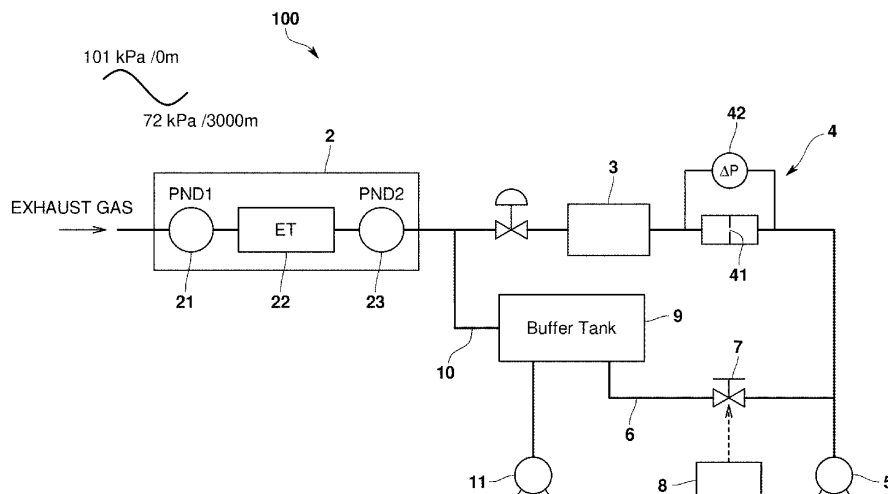 100
101 kPa /0m
72 kPa /3000m
42
4
2
3
ΔP
PND1
PND2
EXHAUST GAS
ET
41
21
22
23
Buffer Tank
9
7
10
6
11
8
5